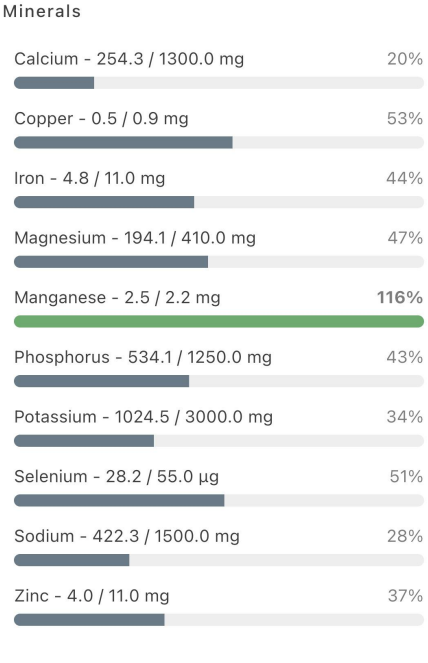 Minerals
Calcium - 254.3 / 1300.0 mg 20%
Copper - 0.5 / 0.9 mg 53%
Iron - 4.8 / 11.0 mg 44%
Magnesium - 194.1 / 410.0 mg 47%
Manganese - 2.5 / 2.2 mg 116%
Phosphorus - 534.1 / 1250.0 mg 43%
Potassium - 1024.5 / 3000.0 mg 34%
Selenium - 28.2 / 55.0 µg 51%
Sodium - 422.3 / 1500.0 mg 28%
Zinc - 4.0 / 11.0 mg 37%